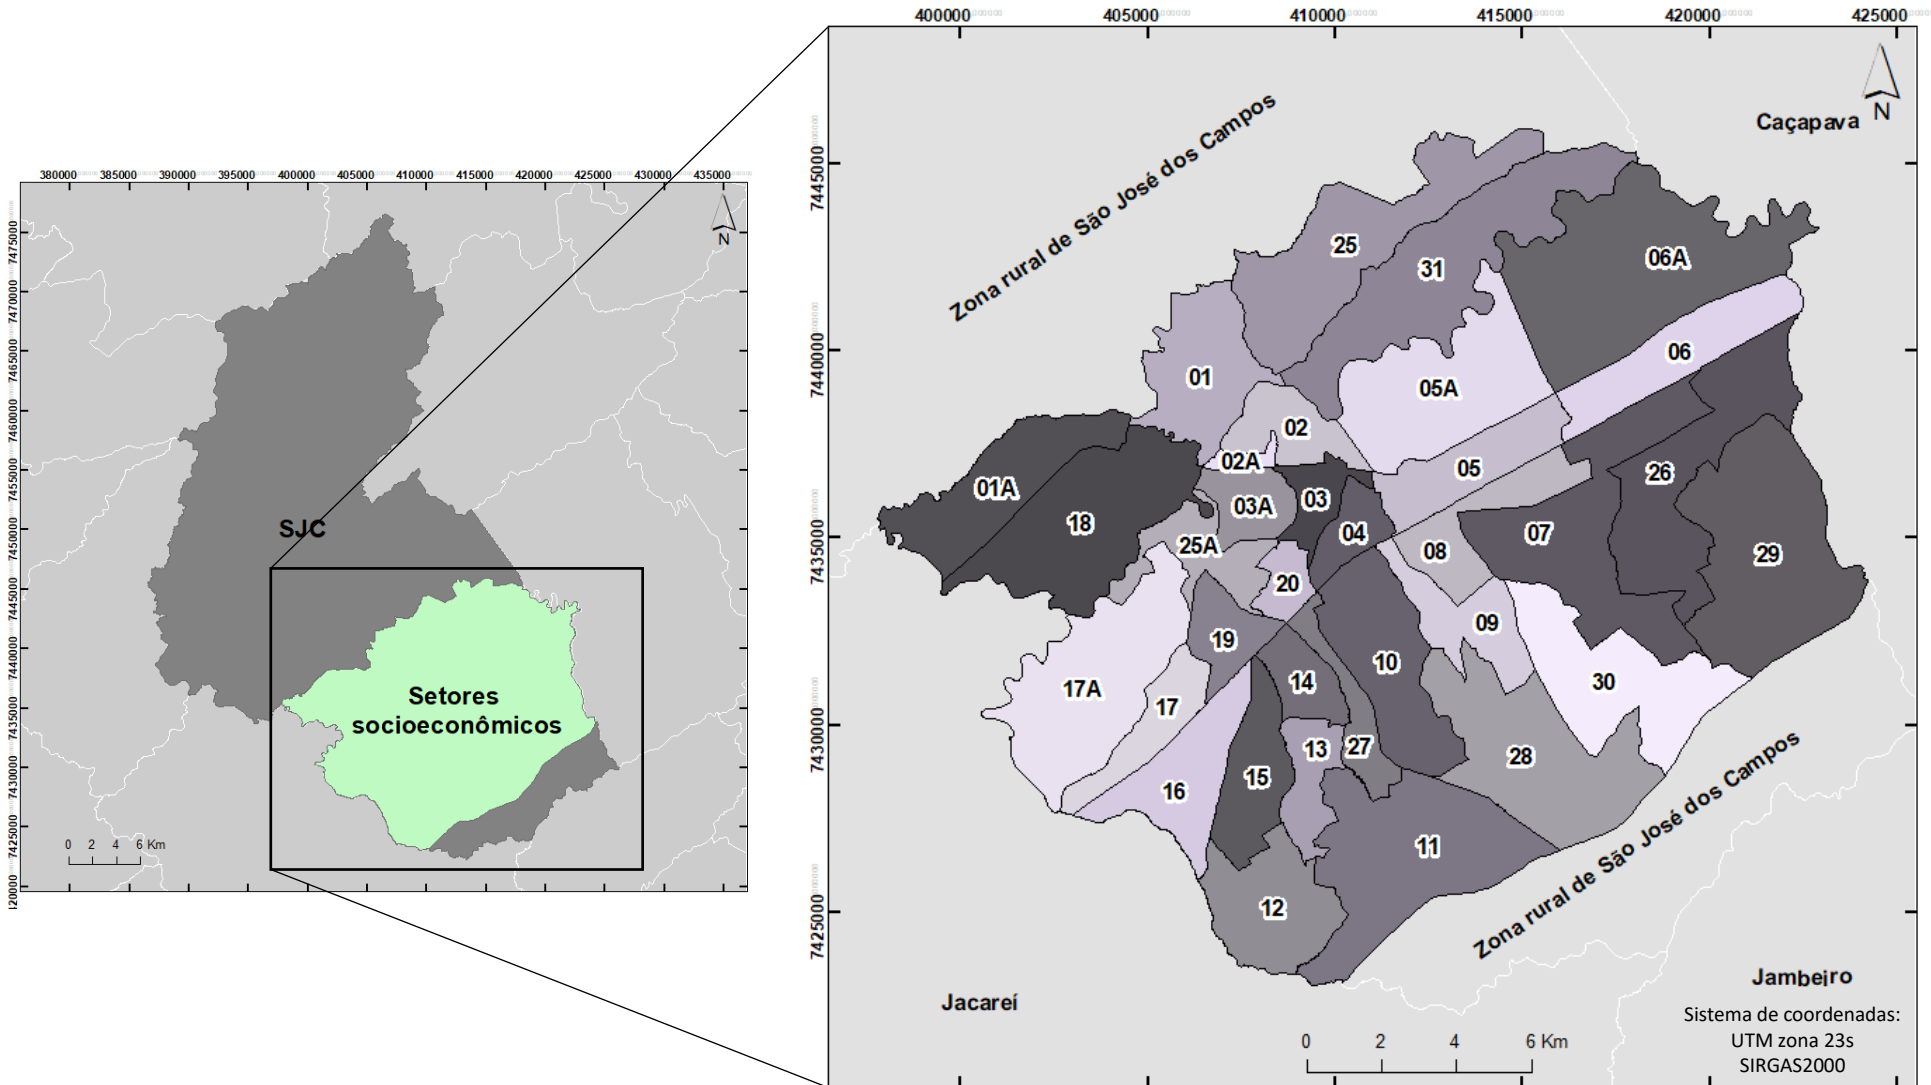 380000 385000 390000 395000 400000 405000 410000 415000 420000 425000 430000 435000
7475000
7470000
7465000
7460000
7455000
7450000
7445000
7440000
7435000
7430000
7425000
N
SJC
Setores
socioeconômicos
0 2 4 6 Km
400000 405000 410000 415000 420000 425000
7445000
7440000
7435000
7430000
7425000
N
Caçapava
Zona rural de São José dos Campos
25
31
06A
06
01
05A
02
02A
05
26
01A
03A
03
18
04
07
25A
08
29
20
09
19
10
17A
14
30
17
13
27
28
15
16
11
12
Zona rural de São José dos Campos
Jacareí
Jambeiro
0 2 4 6 Km
Sistema de coordenadas:
UTM zona 23s
SIRGAS2000